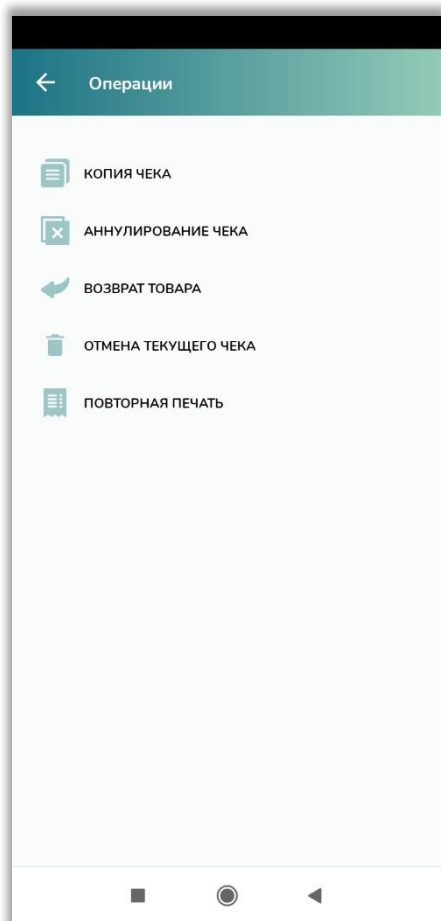 Операции
КОПИЯ ЧЕКА
АННУЛИРОВАНИЕ ЧЕКА
ВОЗВРАТ ТОВАРА
ОТМЕНА ТЕКУЩЕГО ЧЕКА
ПОВТОРНАЯ ПЕЧАТЬ